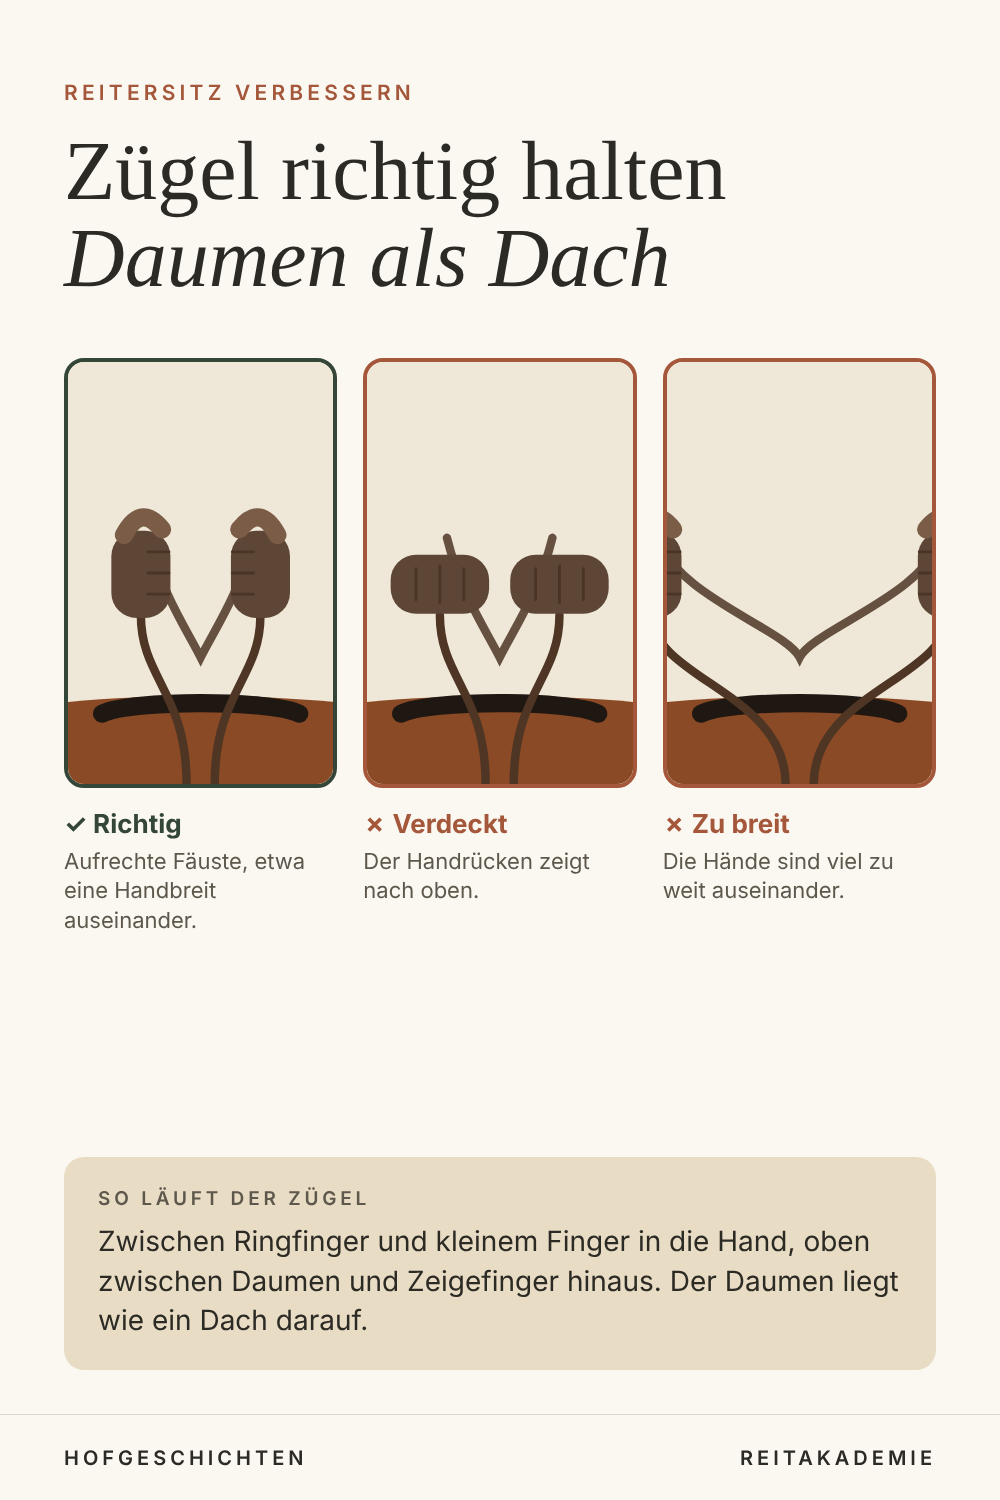 REITERSITZ VERBESSERN
Zügel richtig halten
Daumen als Dach
✓ Richtig
Aufrechte Fäuste, etwa
eine Handbreit
auseinander.
× Verdeckt
Der Handrücken zeigt
nach oben.
× Zu breit
Die Hände sind viel zu
weit auseinander.
SO LÄUFT DER ZÜGEL
Zwischen Ringfinger und kleinem Finger in die Hand, oben
zwischen Daumen und Zeigefinger hinaus. Der Daumen liegt
wie ein Dach darauf.
HOFGESCHICHTEN
REITAKADEMIE